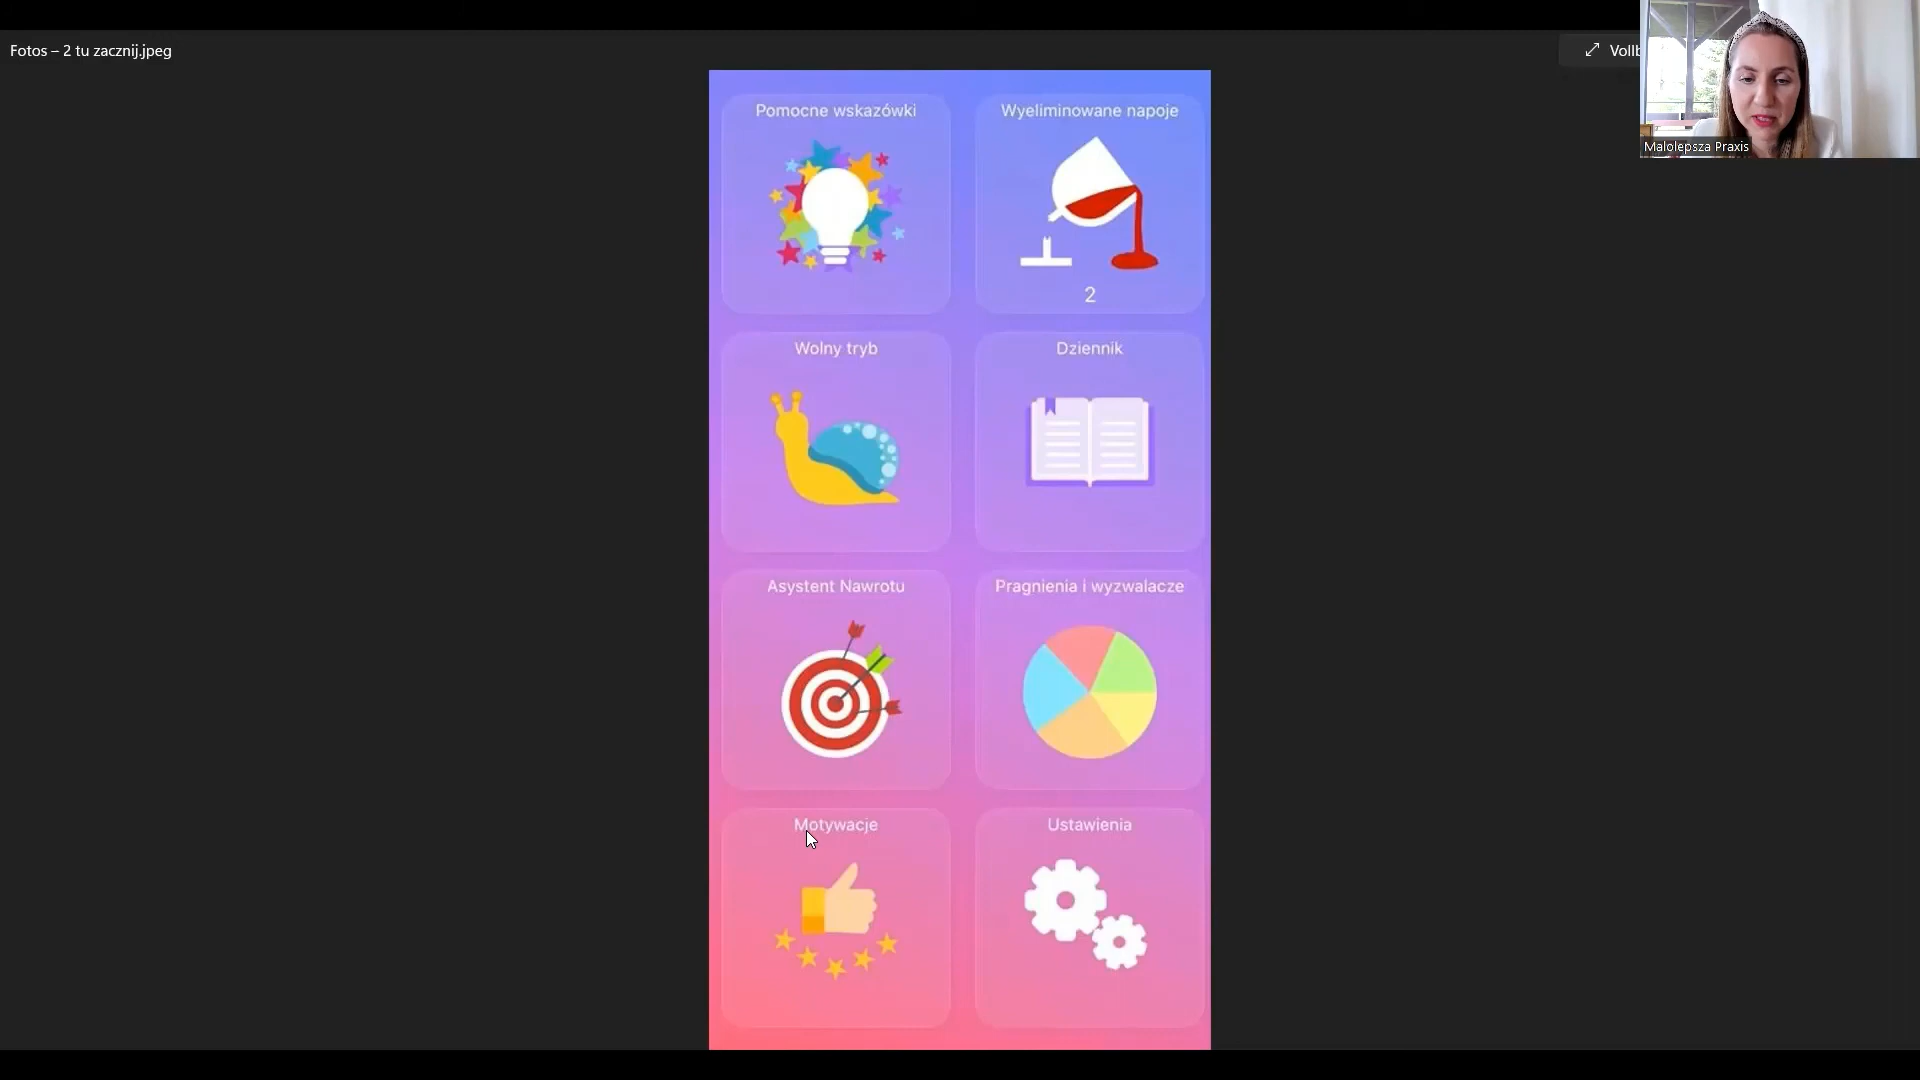 Fotos – 2 tu zacznij.jpeg
Vollb
Malolepsza Praxis
Pomocne wskazówki
Wyeliminowane napoje
2
Wolny tryb
Dziennik
Asystent Nawrotu
Pragnienia i wyzwalacze
Motywacje
Ustawienia